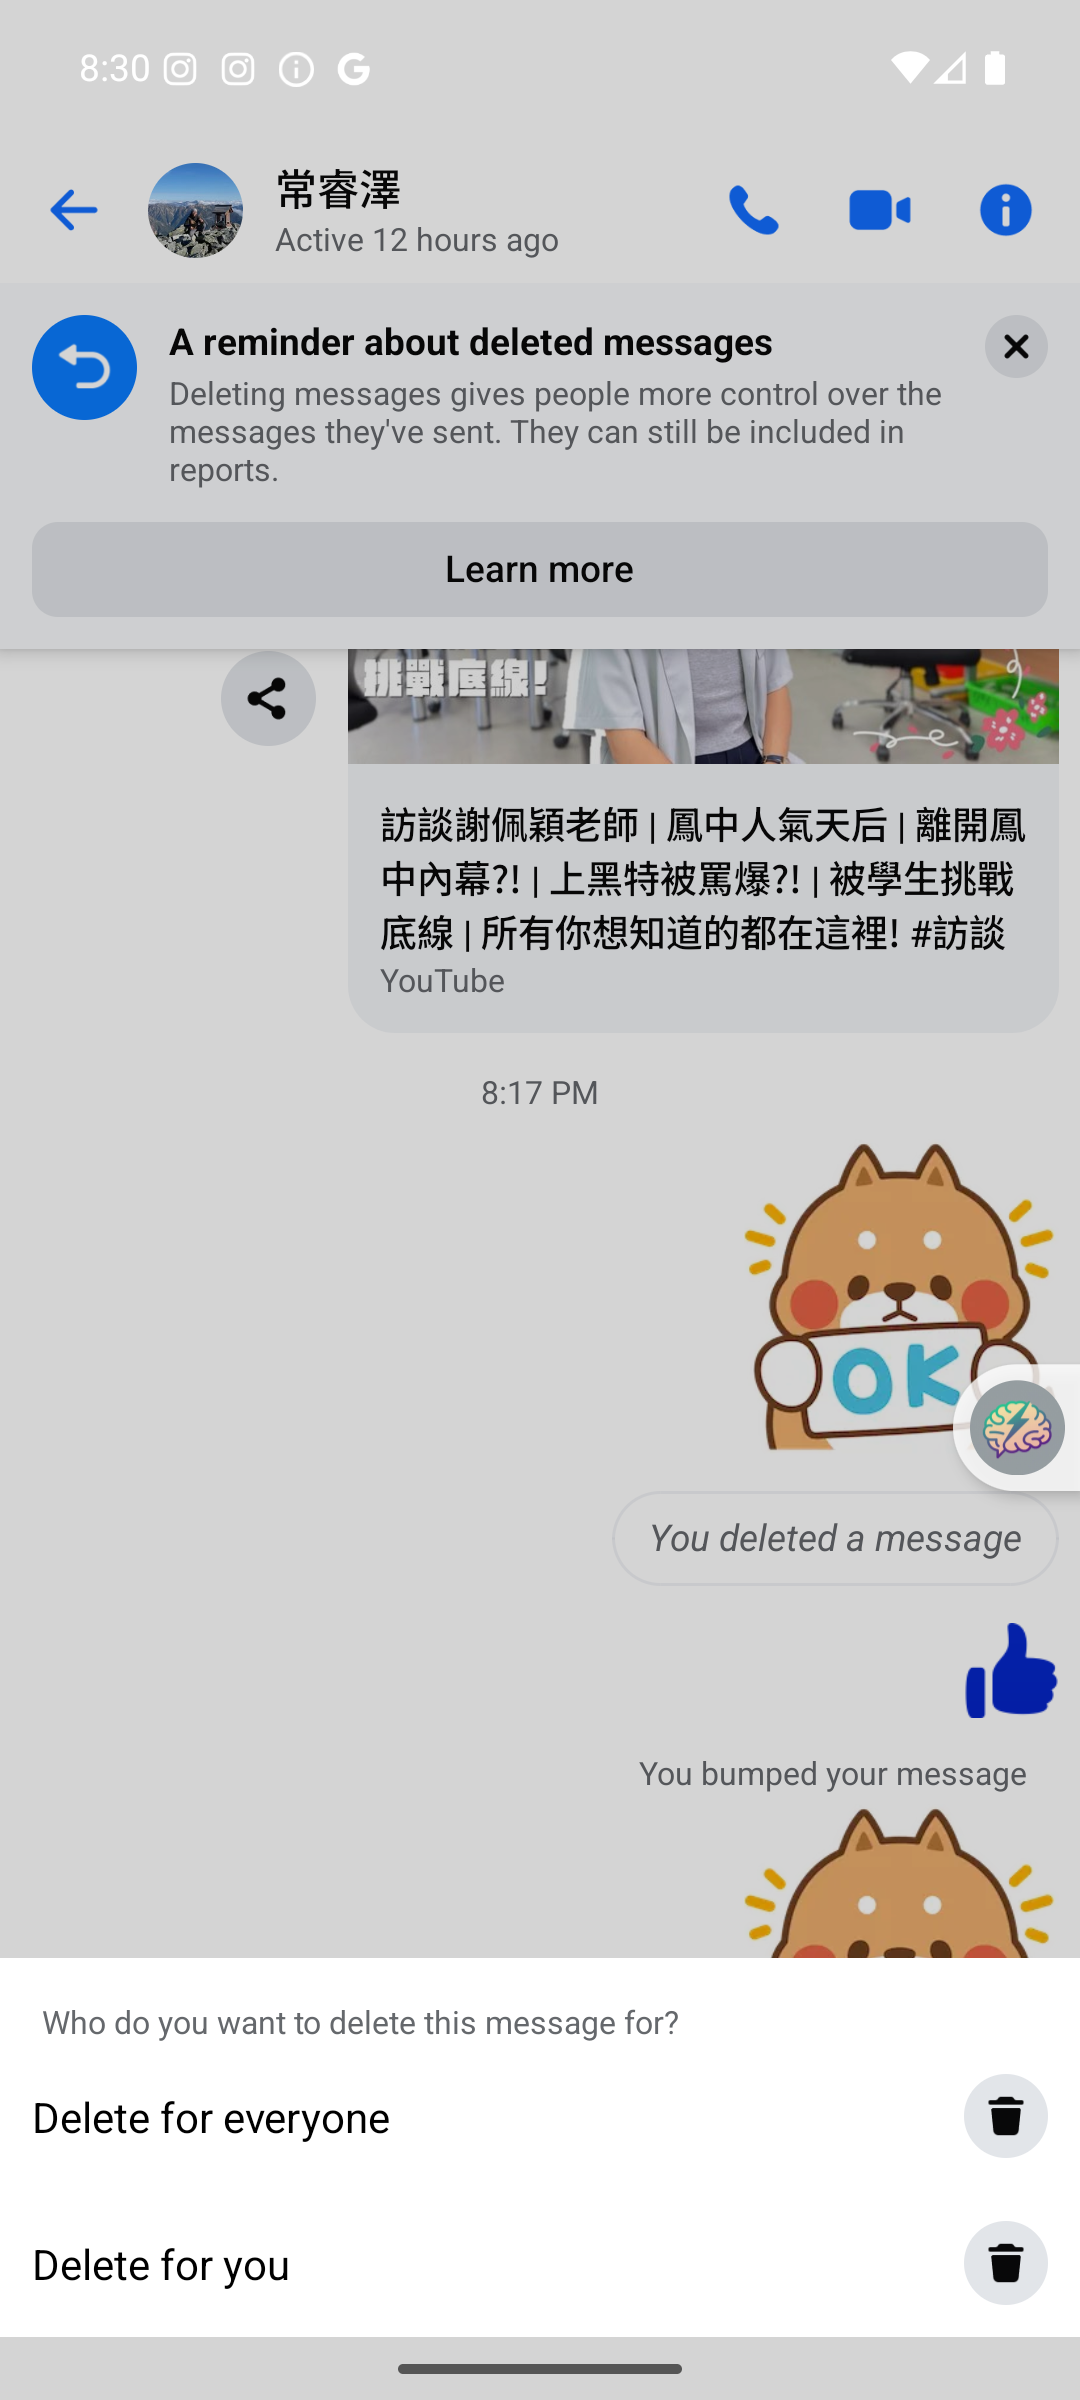 8:30
常睿澤
Active 12 hours ago
A reminder about deleted messages
Deleting messages gives people more control over the
messages they've sent. They can still be included in
reports.
Learn more
挑戰底線!
訪談謝佩穎老師 | 鳳中人氣天后 | 離開鳳
中內幕?! | 上黑特被罵爆?! | 被學生挑戰
底線 | 所有你想知道的都在這裡! #訪談
YouTube
8:17 PM
OK
You deleted a message
You bumped your message
Who do you want to delete this message for?
Delete for everyone
Delete for you